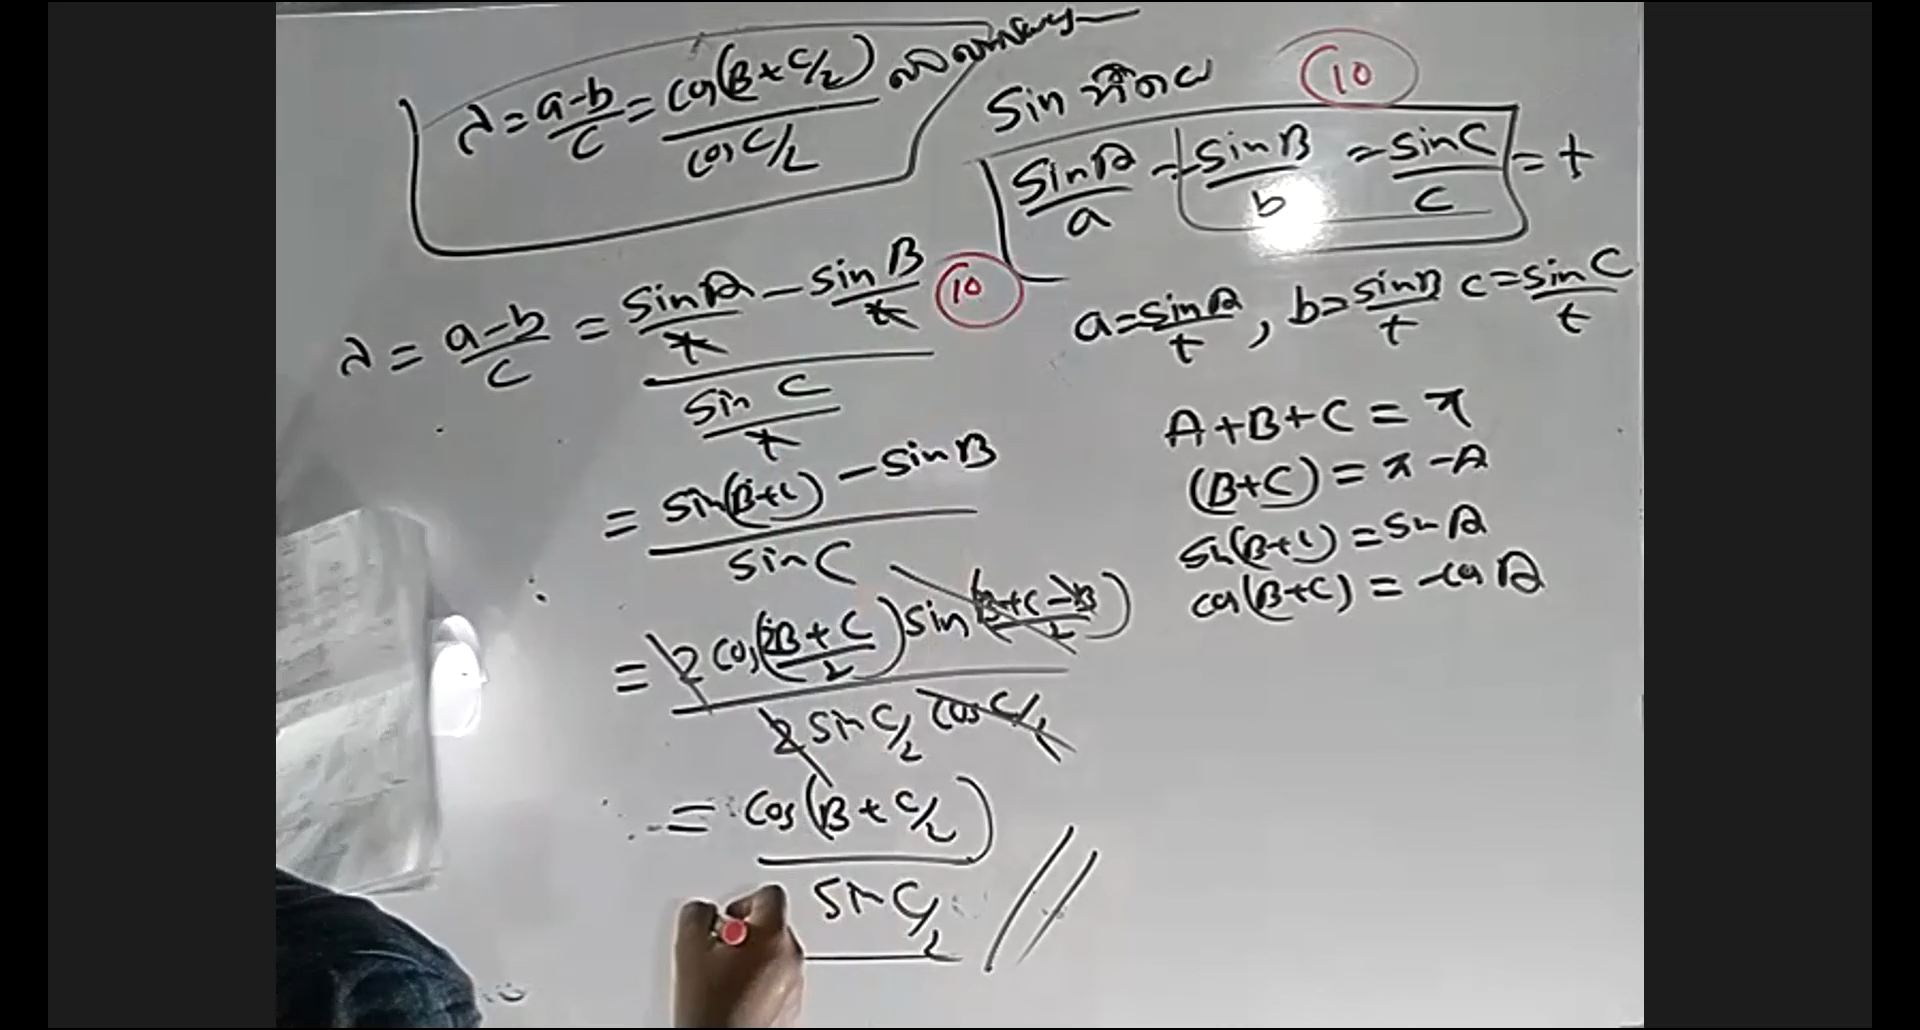 λ = a-b/c = cos(B + C/2)/cos C/2
Sin 10
Sin A/a = Sin B/b = Sin C/c = t
λ = a-b/c = Sin A/t - Sin B/t / Sin C/t 10
a = Sin A/t, b = Sin B/t c = Sin C/t
A+B+C = π
(B+C) = π - A
Sin(B+C) = Sin A
cos(B+C) = -cos A
= Sin(B+C) - Sin B / Sin C
= 2 cos(2B + C/2) Sin(B+C-B/2) / 2 Sin C/2 cos C/2
= cos(B + C/2) / Sin C/2